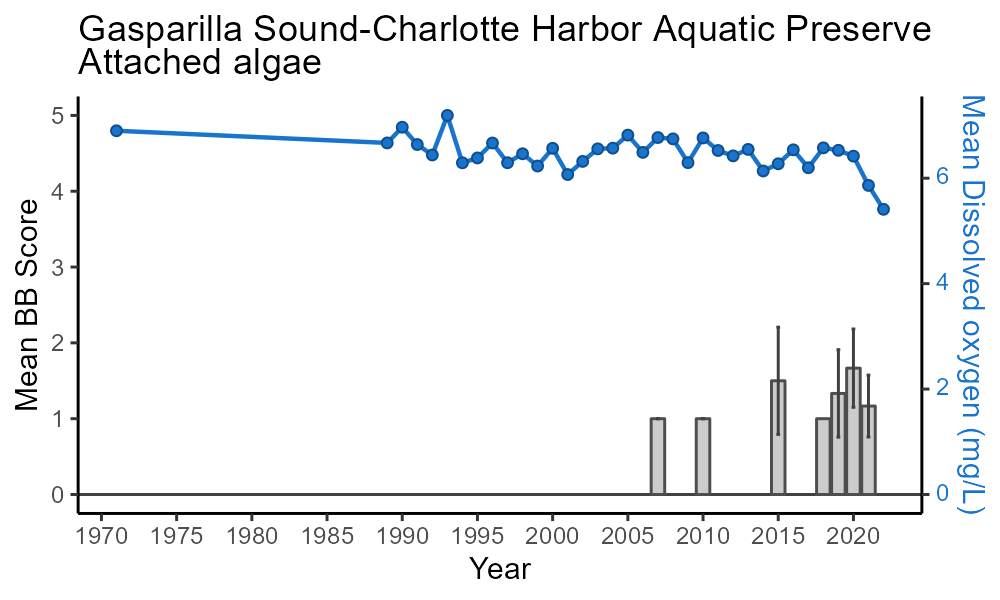 Gasparilla Sound-Charlotte Harbor Aquatic Preserve
Attached algae
Mean BB Score
5
4
3
2
1
0
Mean Dissolved oxygen (mg/L)
6
4
2
0
1970 1975 1980 1985 1990 1995 2000 2005 2010 2015 2020
Year